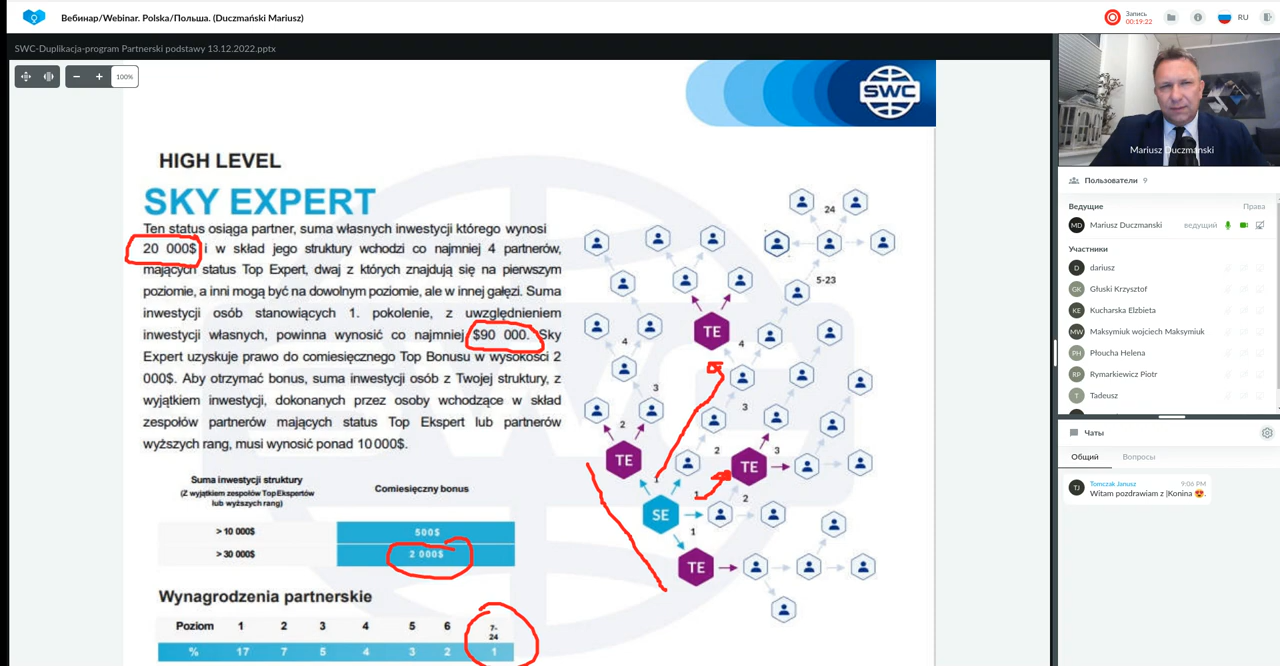 Вебинар/Webinar. Polska/Польша. (Duczmański Mariusz)
Запись
00:19:22
RU
SWC-Duplikacja-program Partnerski podstawy 13.12.2022.pptx
100%
SWC
HIGH LEVEL
SKY EXPERT
Ten status osiąga partner, suma własnych inwestycji którego wynosi
20 000$ i w skład jego struktury wchodzi co najmniej 4 partnerów,
mających status Top Expert, dwaj z których znajdują się na pierwszym
poziomie, a inni mogą być na dowolnym poziomie, ale w innej gałęzi. Suma
inwestycji osób stanowiących 1. pokolenie, z uwzględnieniem
inwestycji własnych, powinna wynosić co najmniej $90 000. Sky
Expert uzyskuje prawo do comiesięcznego Top Bonusu w wysokości 2
000$. Aby otrzymać bonus, suma inwestycji osób z Twojej struktury, z
wyjątkiem inwestycji, dokonanych przez osoby wchodzące w skład
zespołów partnerów mających status Top Ekspert lub partnerów
wyższych rang, musi wynosić ponad 10 000$.
Suma inwestycji struktury
(Z wyjątkiem zespołów Top Ekspertów
lub wyższych rang)
Comiesięczny bonus
> 10 000$ 500$
> 30 000$ 2 000$
Wynagrodzenia partnerskie
Poziom 1 2 3 4 5 6 7-24
% 17 7 5 4 3 2 1
24
5-23
TE
4
4
3
3
2
TE
2
TE
3
1
1
SE
2
1
TE
Mariusz Duczmanski
Пользователи 9
Ведущие Права
MD Mariusz Duczmanski ведущий
Участники
D dariusz
GK Głuski Krzysztof
KE Kucharska Elżbieta
MW Maksymiuk wojciech Maksymiuk
PH Płoucha Helena
RP Rymarkiewicz Piotr
T Tadeusz
Чаты
Общий Вопросы
TJ Tomczak Janusz 9:06 PM
Witam pozdrawiam z |Konina 😍.